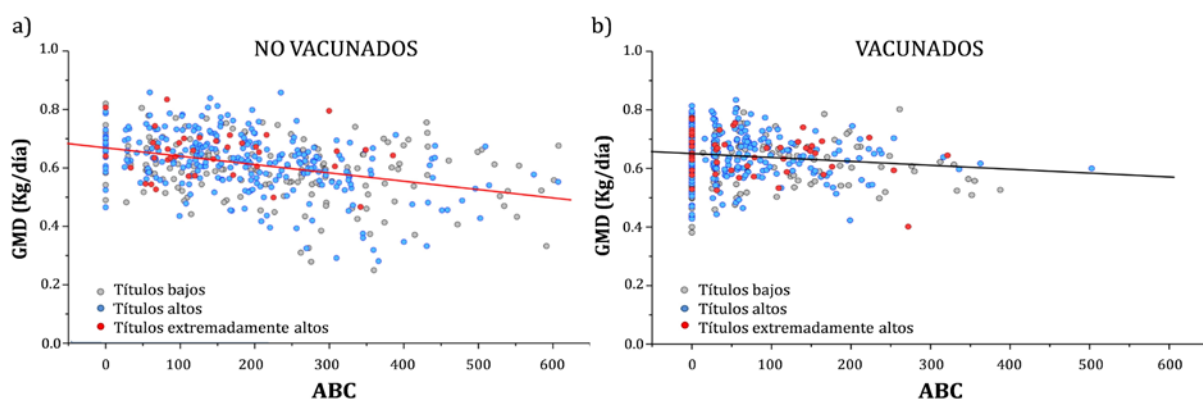 a)
NO VACUNADOS
GMD (Kg/día)
1.0
0.8
0.6
0.4
0.2
0.0
Títulos bajos
Títulos altos
Títulos extremadamente altos
0 100 200 300 400 500 600
ABC
b)
VACUNADOS
GMD (Kg/día)
1.0
0.8
0.6
0.4
0.2
0.0
Títulos bajos
Títulos altos
Títulos extremadamente altos
0 100 200 300 400 500 600
ABC